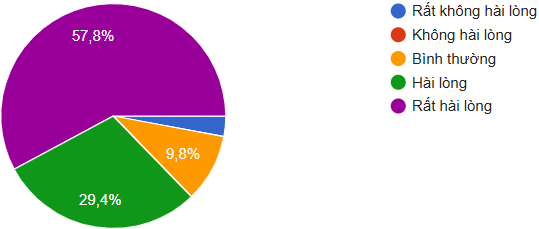 57,8%
9,8%
29,4%
Rất không hài lòng
Không hài lòng
Bình thường
Hài lòng
Rất hài lòng